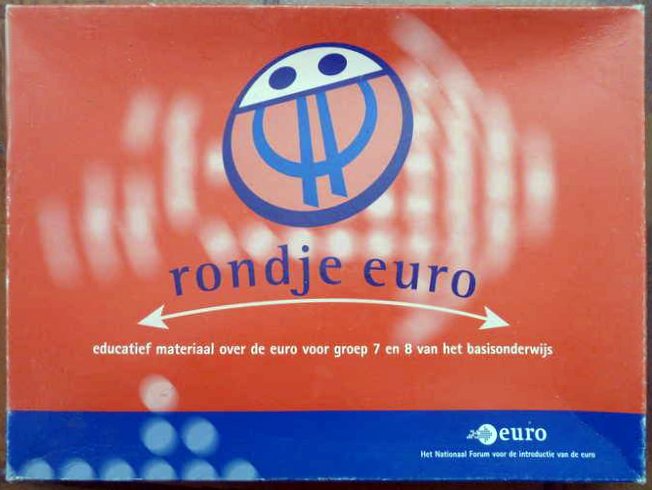 rondje euro
educatief materiaal over de euro voor groep 7 en 8 van het basisonderwijs
euro
Het Nationaal Forum voor de introductie van de euro